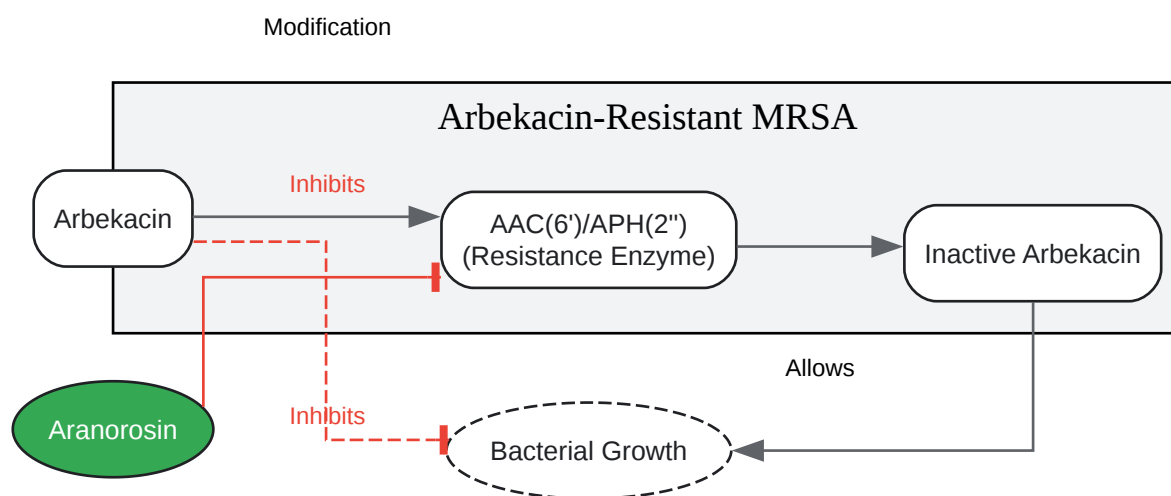 Modification
Arbekacin-Resistant MRSA
Inhibits
Arbekacin
AAC(6')/APH(2")
(Resistance Enzyme)
Inactive Arbekacin
Allows
Aranorosin
Inhibits
Bacterial Growth